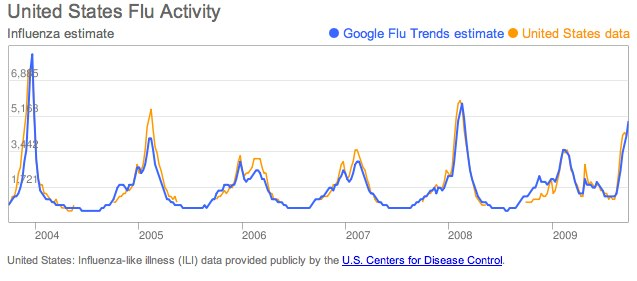 United States Flu Activity
Influenza estimate
Google Flu Trends estimate United States data
6,885
5,163
3,442
1,721
2004 2005 2006 2007 2008 2009
United States: Influenza-like illness (ILI) data provided publicly by the U.S. Centers for Disease Control.